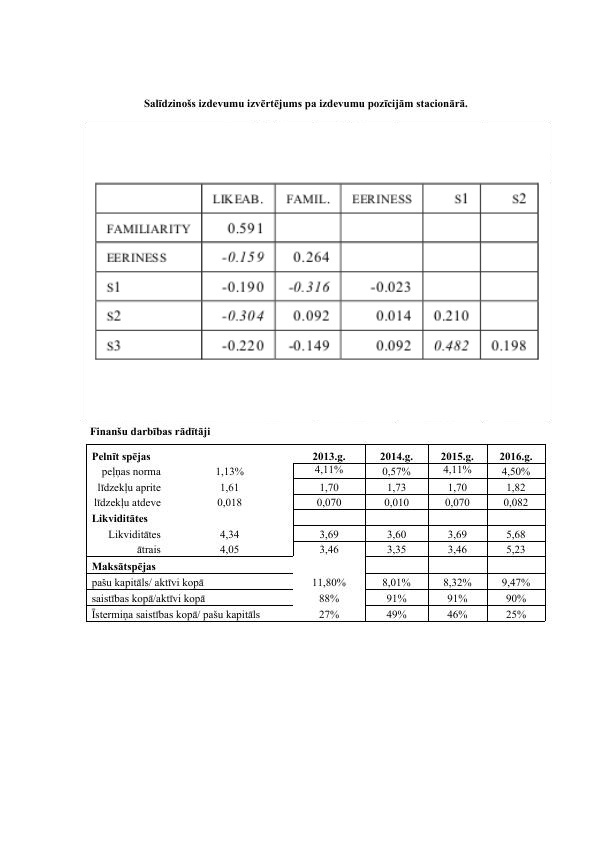 Salīdzinošs izdevumu izvērtējums pa izdevumu pozīcijām stacionārā.
LIKEAB. FAMIL. EERINESS S1 S2
FAMILIARITY 0.591
EERINESS -0.159 0.264
S1 -0.190 -0.316 -0.023
S2 -0.304 0.092 0.014 0.210
S3 -0.220 -0.149 0.092 0.482 0.198
Finanšu darbības rādītāji
Pelnīt spējas 2013.g. 2014.g. 2015.g. 2016.g.
peļņas norma 1,13% 4,11% 0,57% 4,11% 4,50%
līdzekļu aprite 1,61 1,70 1,73 1,70 1,82
līdzekļu atdeve 0,018 0,070 0,010 0,070 0,082
Likviditātes
Likviditātes 4,34 3,69 3,60 3,69 5,68
ātrais 4,05 3,46 3,35 3,46 5,23
Maksātspējas
pašu kapitāls/ aktīvi kopā 11,80% 8,01% 8,32% 9,47%
saistības kopā/aktīvi kopā 88% 91% 91% 90%
Īstermiņa saistības kopā/ pašu kapitāls 27% 49% 46% 25%